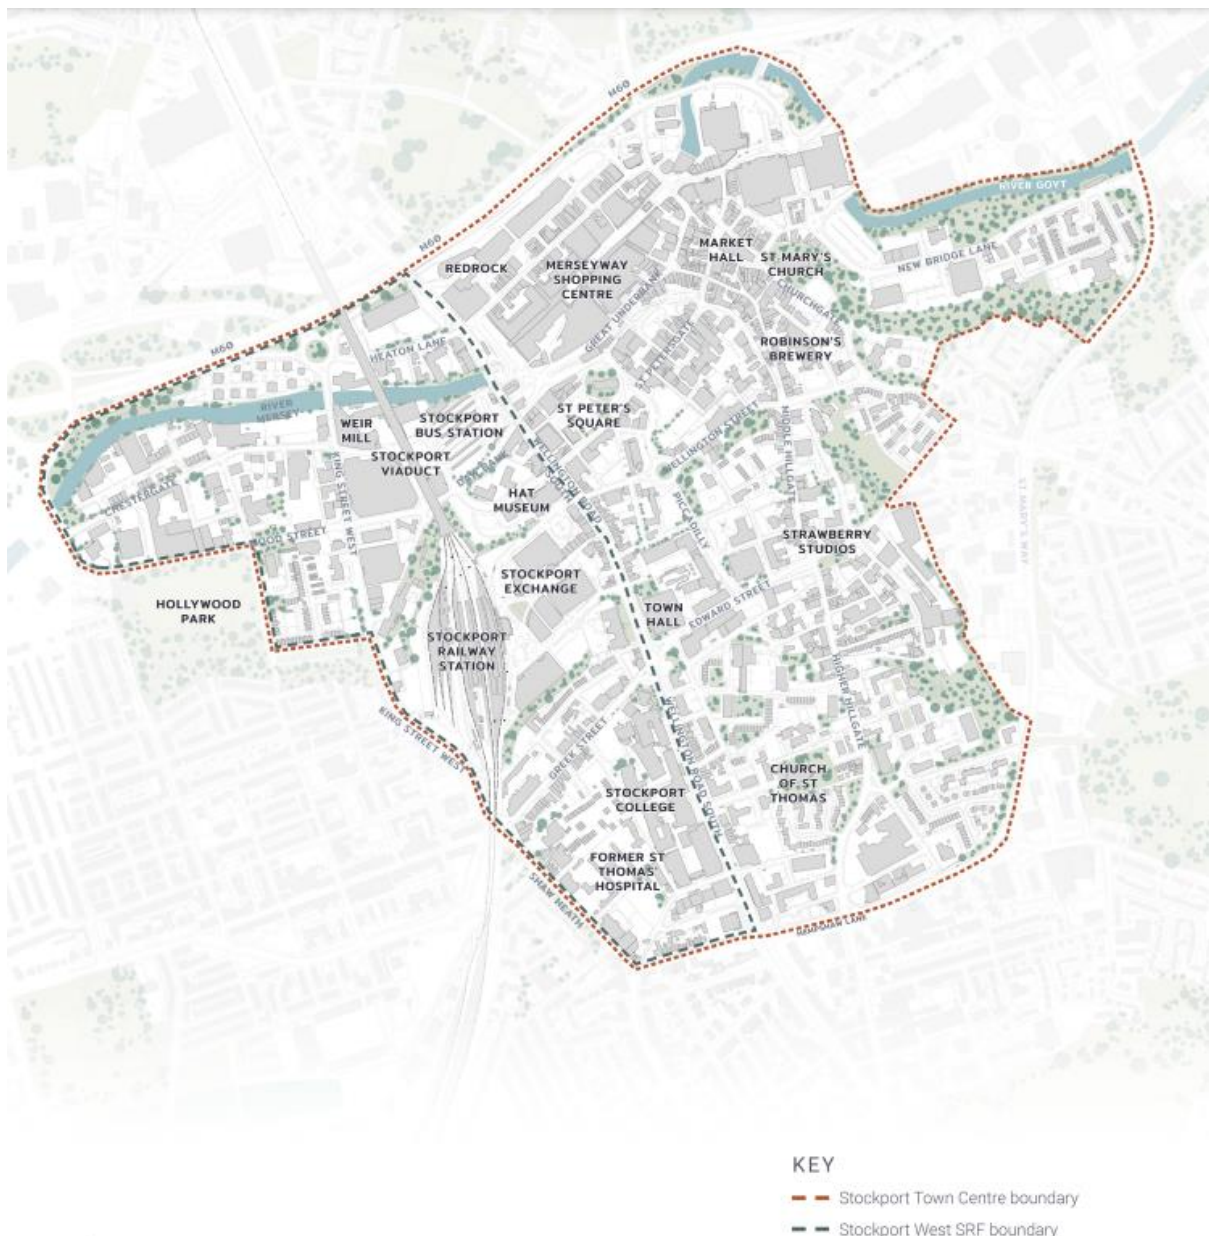 M60
RIVER GOYT
M60
MARKET
HALL
ST MARY'S
CHURCH
NEW BRIDGE LANE
REDROCK
MERSEYWAY
SHOPPING
CENTRE
GREAT UNDERBANK
CHURCHGATE
M60
HEATON LANE
ST PETERSGATE
ROBINSON'S
BREWERY
RIVER
MERSEY
WEIR
MILL
STOCKPORT
BUS STATION
ST PETER'S
SQUARE
WELLINGTON STREET
MIDDLE HILLGATE
STOCKPORT
VIADUCT
DAW BANK
WELLINGTON ROAD
SOUTH
CHESTERGATE
KING STREET WEST
HAT
MUSEUM
PICCADILLY
ST MARY'S WAY
WOOD STREET
STRAWBERRY
STUDIOS
STOCKPORT
EXCHANGE
HOLLYWOOD
PARK
TOWN
HALL
EDWARD STREET
STOCKPORT
RAILWAY
STATION
HIGHER HILLGATE
KING STREET WEST
GREEK STREET
WELLINGTON ROAD SOUTH
CHURCH
OF ST
THOMAS
STOCKPORT
COLLEGE
FORMER ST
THOMAS'
HOSPITAL
SHAW HEATH
HEMPSHAW LANE
KEY
Stockport Town Centre boundary
Stockport West SRF boundary